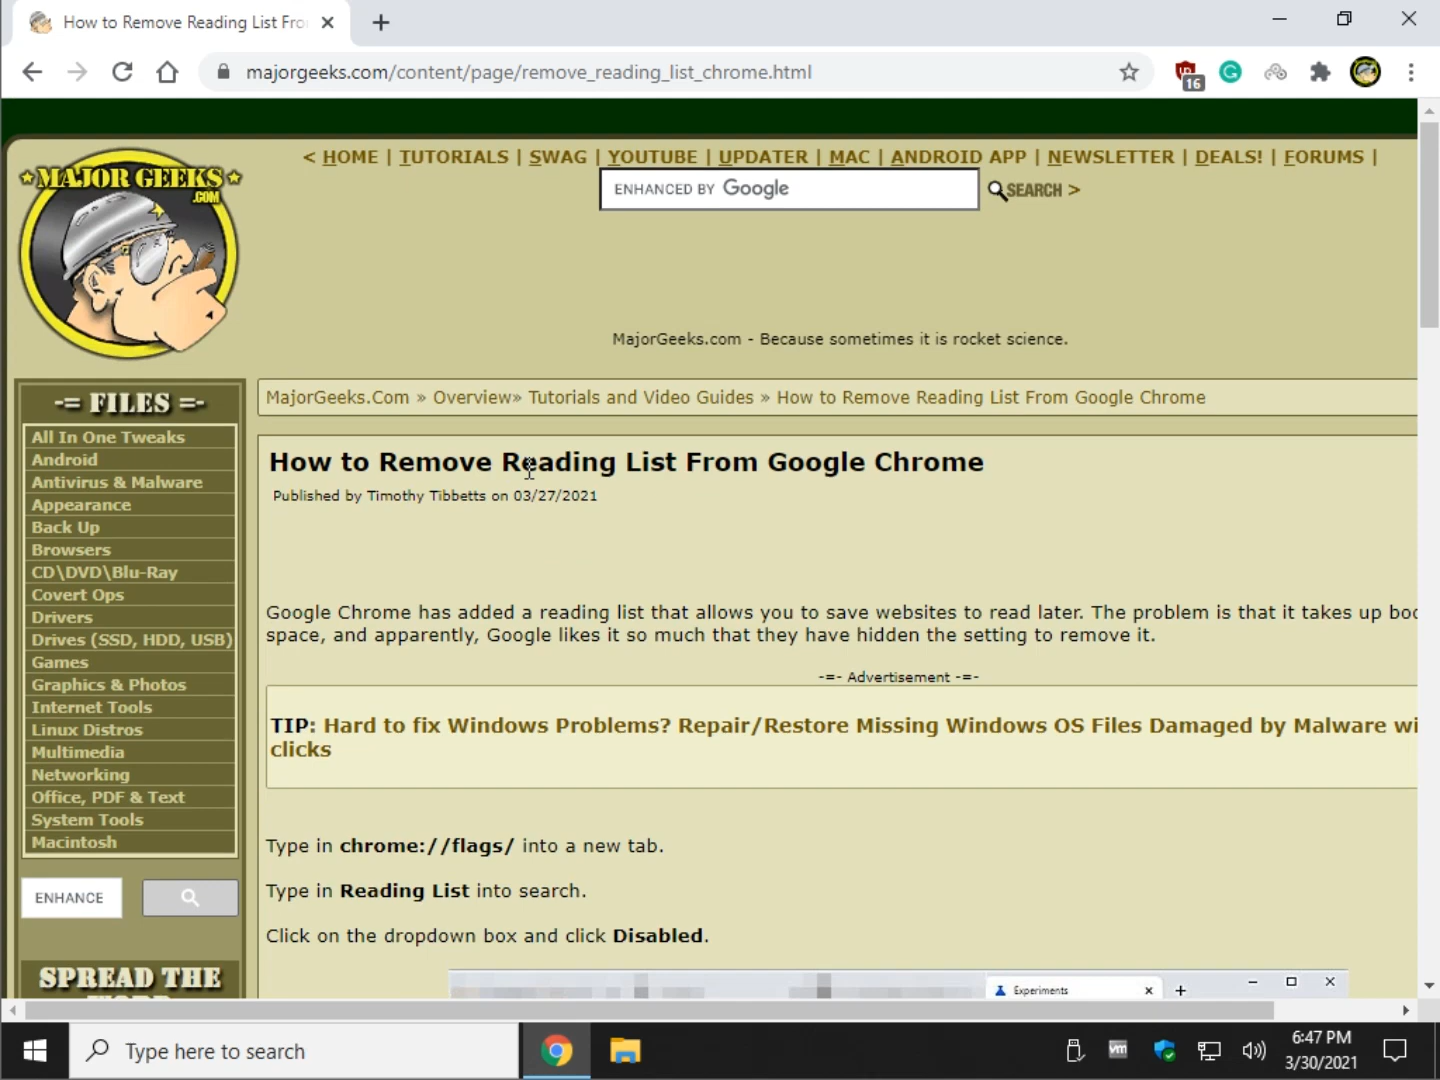 How to Remove Reading List Fro
majorgeeks.com/content/page/remove_reading_list_chrome.html
16
MAJOR GEEKS
.COM
< HOME | TUTORIALS | SWAG | YOUTUBE | UPDATER | MAC | ANDROID APP | NEWSLETTER | DEALS! | FORUMS |
ENHANCED BY Google
SEARCH >
MajorGeeks.com - Because sometimes it is rocket science.
-= FILES =-
All In One Tweaks
Android
Antivirus & Malware
Appearance
Back Up
Browsers
CD\DVD\Blu-Ray
Covert Ops
Drivers
Drives (SSD, HDD, USB)
Games
Graphics & Photos
Internet Tools
Linux Distros
Multimedia
Networking
Office, PDF & Text
System Tools
Macintosh
ENHANCE
SPREAD THE
MajorGeeks.Com » Overview» Tutorials and Video Guides » How to Remove Reading List From Google Chrome
How to Remove Reading List From Google Chrome
Published by Timothy Tibbetts on 03/27/2021
Google Chrome has added a reading list that allows you to save websites to read later. The problem is that it takes up boo
space, and apparently, Google likes it so much that they have hidden the setting to remove it.
-=- Advertisement -=-
TIP: Hard to fix Windows Problems? Repair/Restore Missing Windows OS Files Damaged by Malware wi
clicks
Type in chrome://flags/ into a new tab.
Type in Reading List into search.
Click on the dropdown box and click Disabled.
Experiments
Type here to search
vm
6:47 PM
3/30/2021